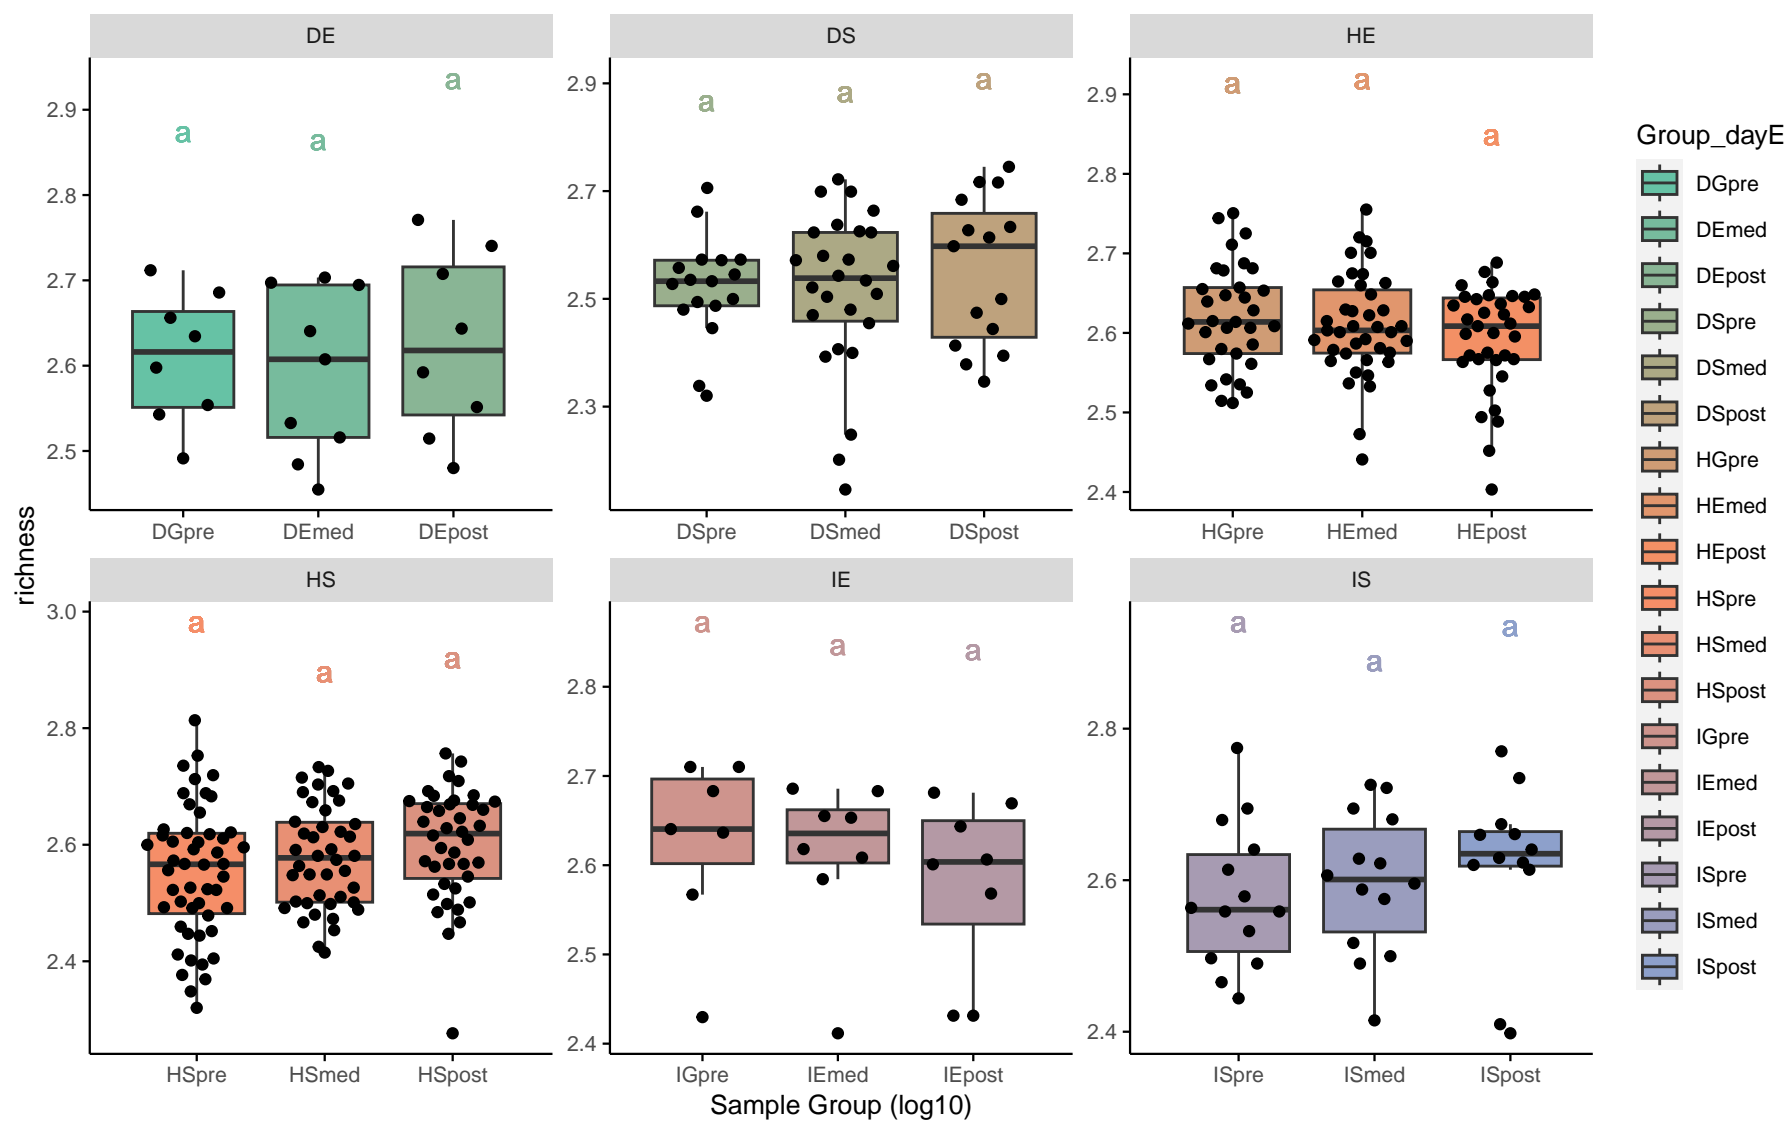 DE
DS
HE
a a a
a a a
a a a
2.9
2.8
2.7
2.6
2.5
2.9
2.7
2.5
2.3
2.9
2.8
2.7
2.6
2.5
2.4
DGpre DEmed DEpost
DSpre DSmed DSpost
HGpre HEmed HEpost
richness
HS
IE
IS
a a a
a a a
a a a
3.0
2.8
2.6
2.4
2.8
2.7
2.6
2.5
2.4
2.8
2.6
2.4
HSpre HSmed HSpost
IGpre IEmed IEpost
ISpre ISmed ISpost
Sample Group (log10)
Group_dayE
DGpre
DEmed
DEpost
DSpre
DSmed
DSpost
HGpre
HEmed
HEpost
HSpre
HSmed
HSpost
IGpre
IEmed
IEpost
ISpre
ISmed
ISpost